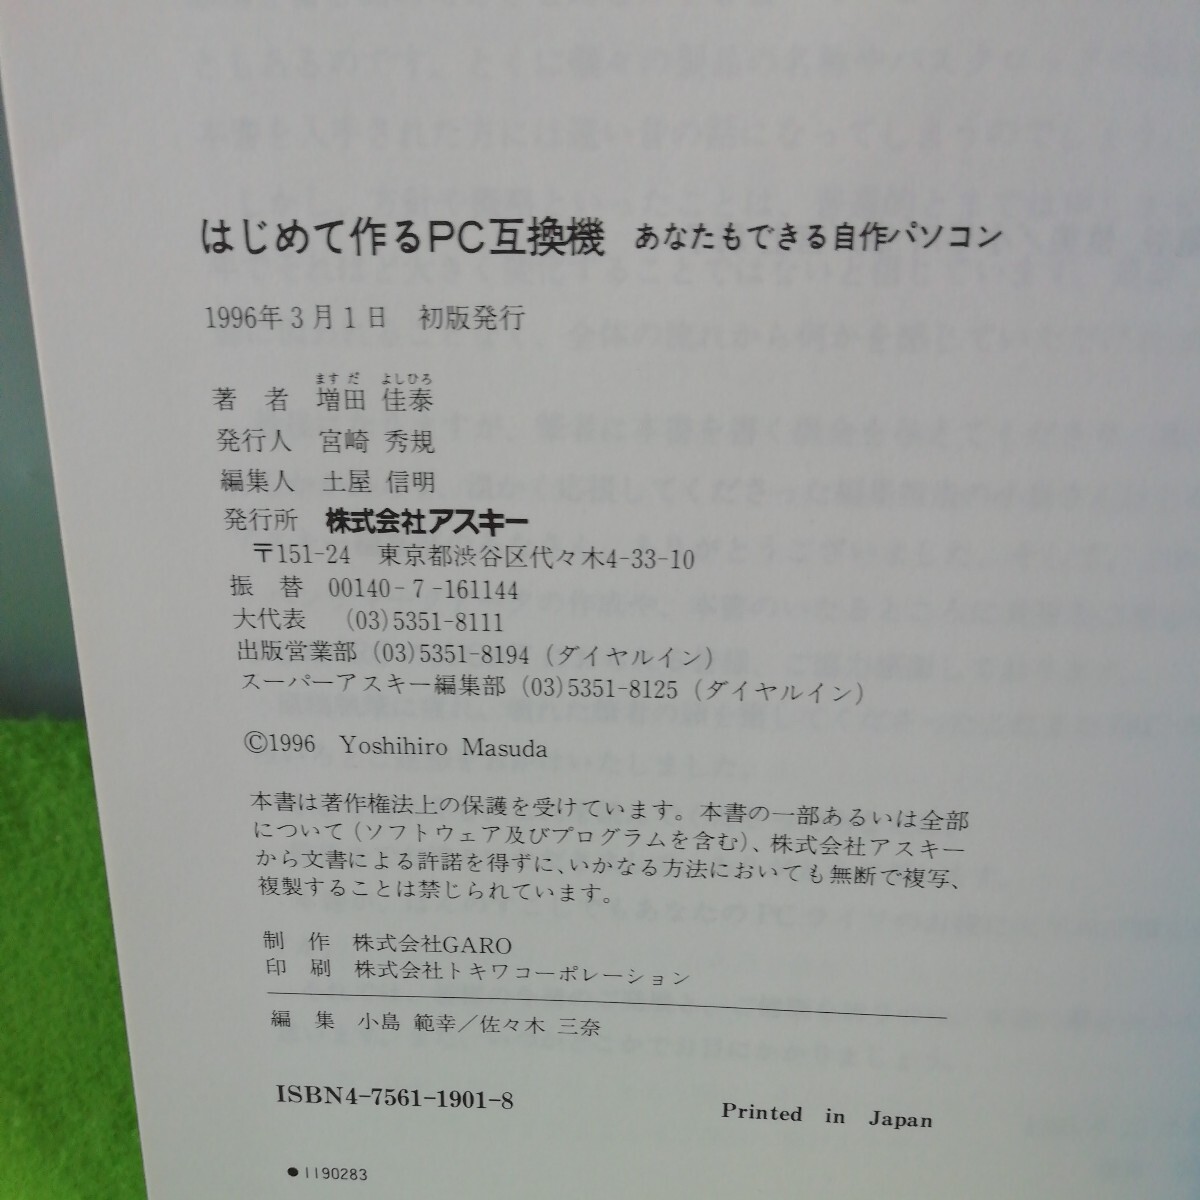 はじめて作るPC互換機 あなたもできる自作パソコン
1996年3月1日 初版発行
ますだ よしひろ
著 者 増田 佳泰
発行人 宮崎 秀規
編集人 土屋 信明
発行所 株式会社アスキー
〒151-24 東京都渋谷区代々木4-33-10
振 替 00140-7-161144
大代表 (03)5351-8111
出版営業部 (03)5351-8194 (ダイヤルイン)
スーパーアスキー編集部 (03)5351-8125 (ダイヤルイン)
©1996 Yoshihiro Masuda
本書は著作権法上の保護を受けています。本書の一部あるいは全部
について(ソフトウェア及びプログラムを含む)、株式会社アスキー
から文書による許諾を得ずに、いかなる方法においても無断で複写、
複製することは禁じられています。
制 作 株式会社GARO
印 刷 株式会社トキワコーポレーション
編 集 小島 範幸／佐々木 三奈
ISBN4-7561-1901-8
Printed in Japan
●1190283